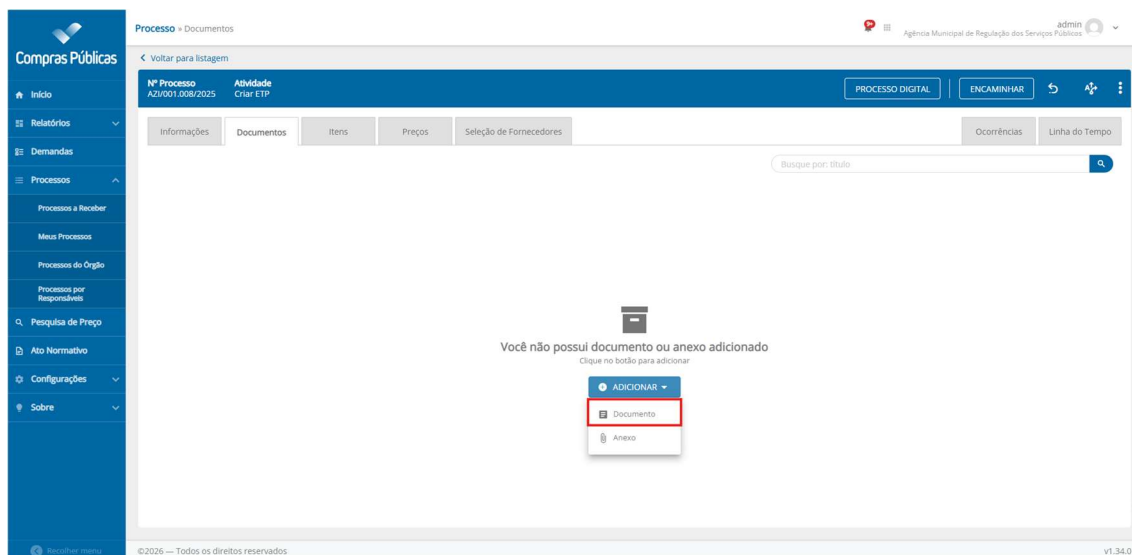 Compras Públicas
Início
Relatórios
Demandas
Processos
Processos a Receber
Meus Processos
Processos do Órgão
Processos por
Responsáveis
Pesquisa de Preço
Ato Normativo
Configurações
Sobre
Recolher menu
Processo » Documentos
9+
admin
Agência Municipal de Regulação dos Serviços Públicos
Voltar para listagem
Nº Processo
AZI/001.008/2025
Atividade
Criar ETP
PROCESSO DIGITAL
ENCAMINHAR
Informações
Documentos
Itens
Preços
Seleção de Fornecedores
Ocorrências
Linha do Tempo
Busque por: título
Você não possui documento ou anexo adicionado
Clique no botão para adicionar
ADICIONAR
Documento
Anexo
©2026 — Todos os direitos reservados
v1.34.0